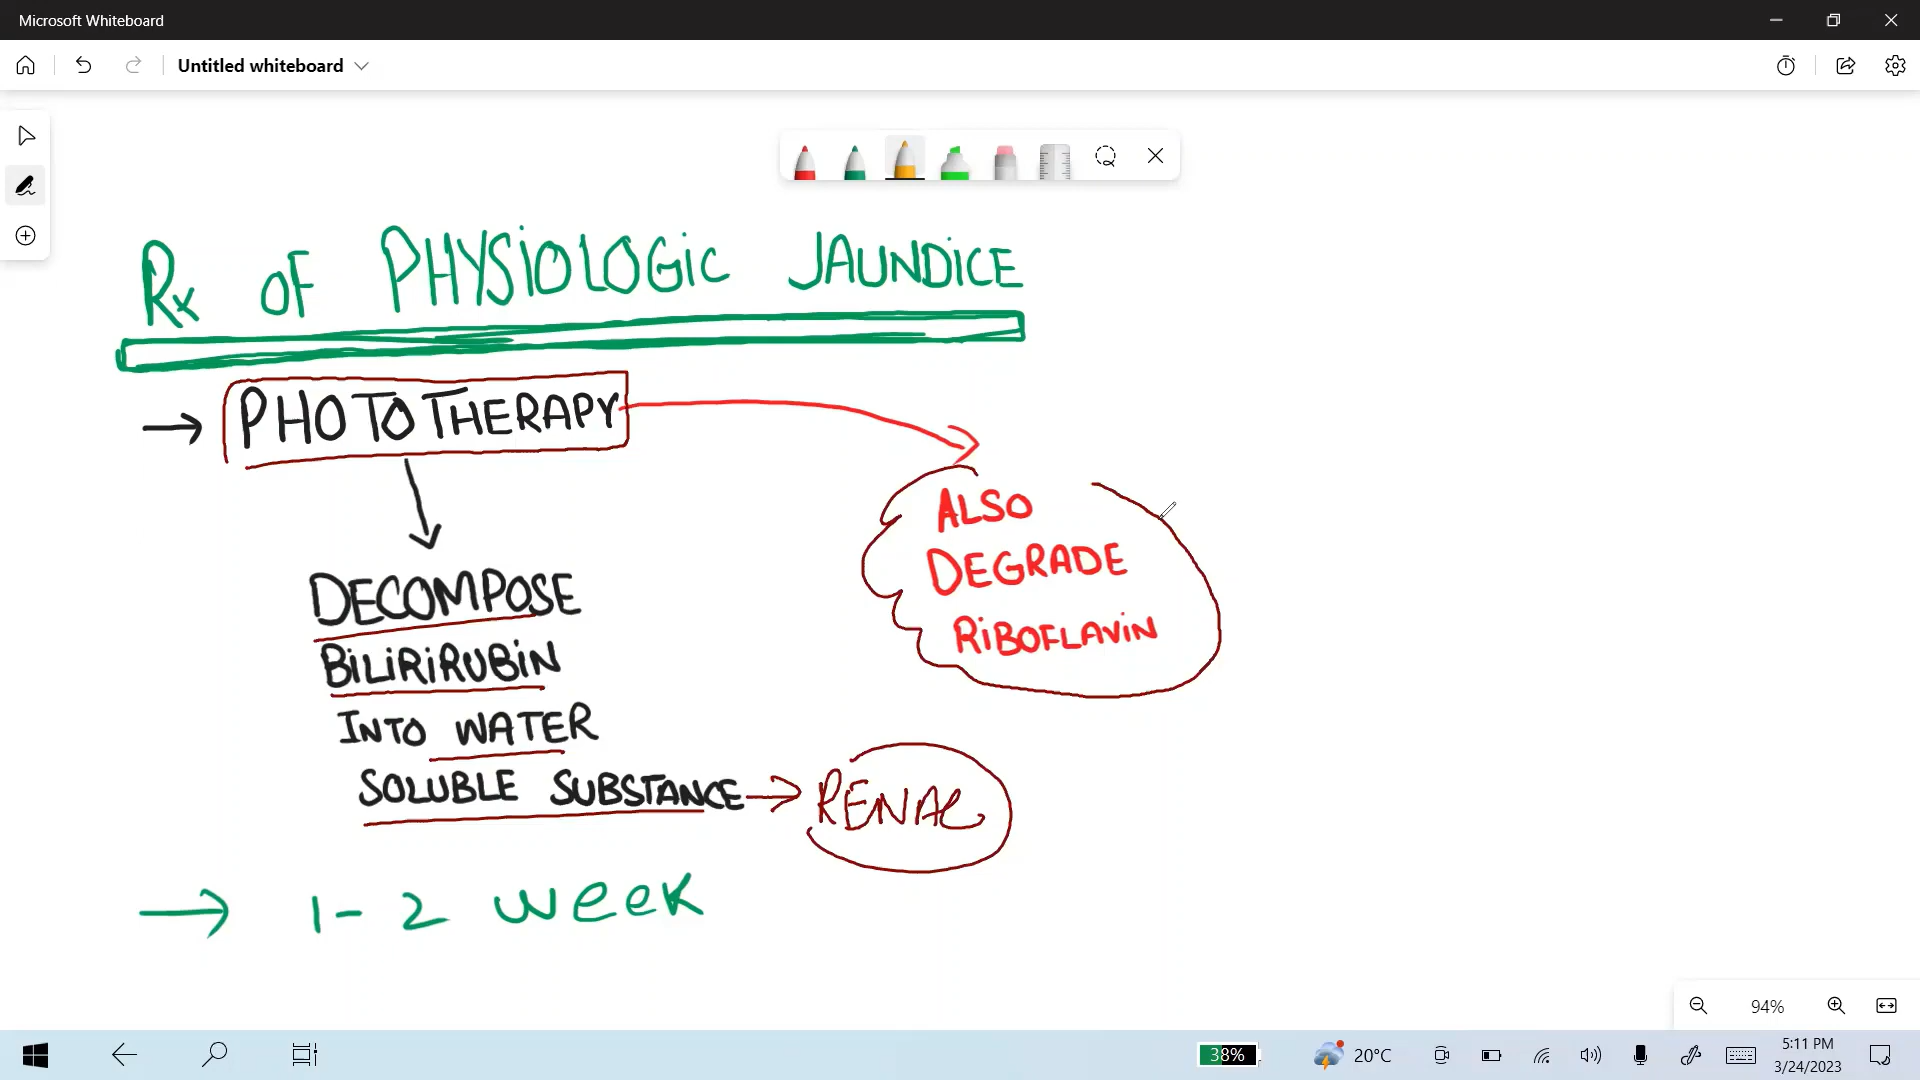 Microsoft Whiteboard
Untitled whiteboard
Rx OF PHYSIOLOGIC JAUNDICE
→ PHOTOTHERAPY
ALSO
DEGRADE
RIBOFLAVIN
DECOMPOSE
BILIRIRUBIN
INTO WATER
SOLUBLE SUBSTANCE → RENAL
→ 1-2 week
94%
38%
20°C
5:11 PM
3/24/2023